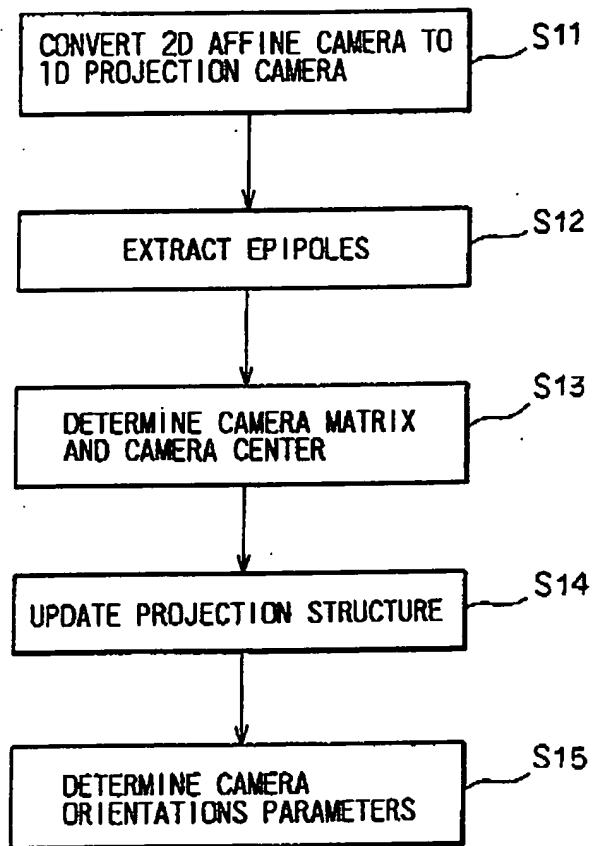 CONVERT 2D AFFINE CAMERA TO
1D PROJECTION CAMERA
S11
EXTRACT EPIPOLES
S12
DETERMINE CAMERA MATRIX
AND CAMERA CENTER
S13
UPDATE PROJECTION STRUCTURE
S14
DETERMINE CAMERA
ORIENTATIONS PARAMETERS
S15